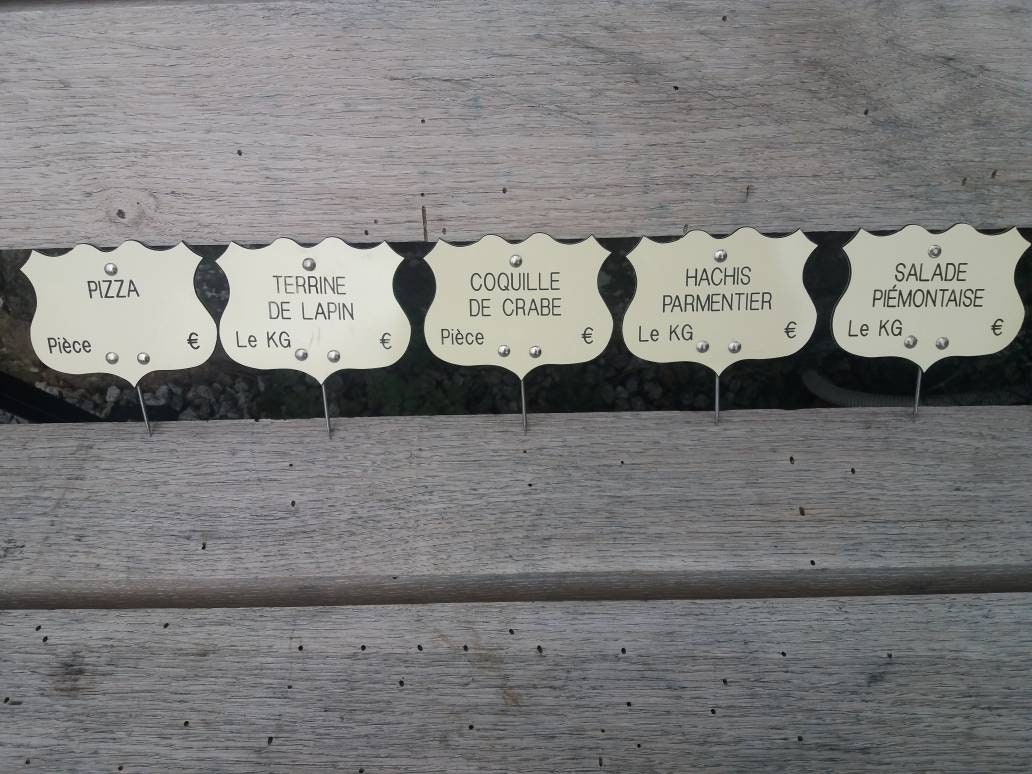 PIZZA
Pièce €
TERRINE
DE LAPIN
Le KG €
COQUILLE
DE CRABE
Pièce €
HACHIS
PARMENTIER
Le KG €
SALADE
PIÉMONTAISE
Le KG €